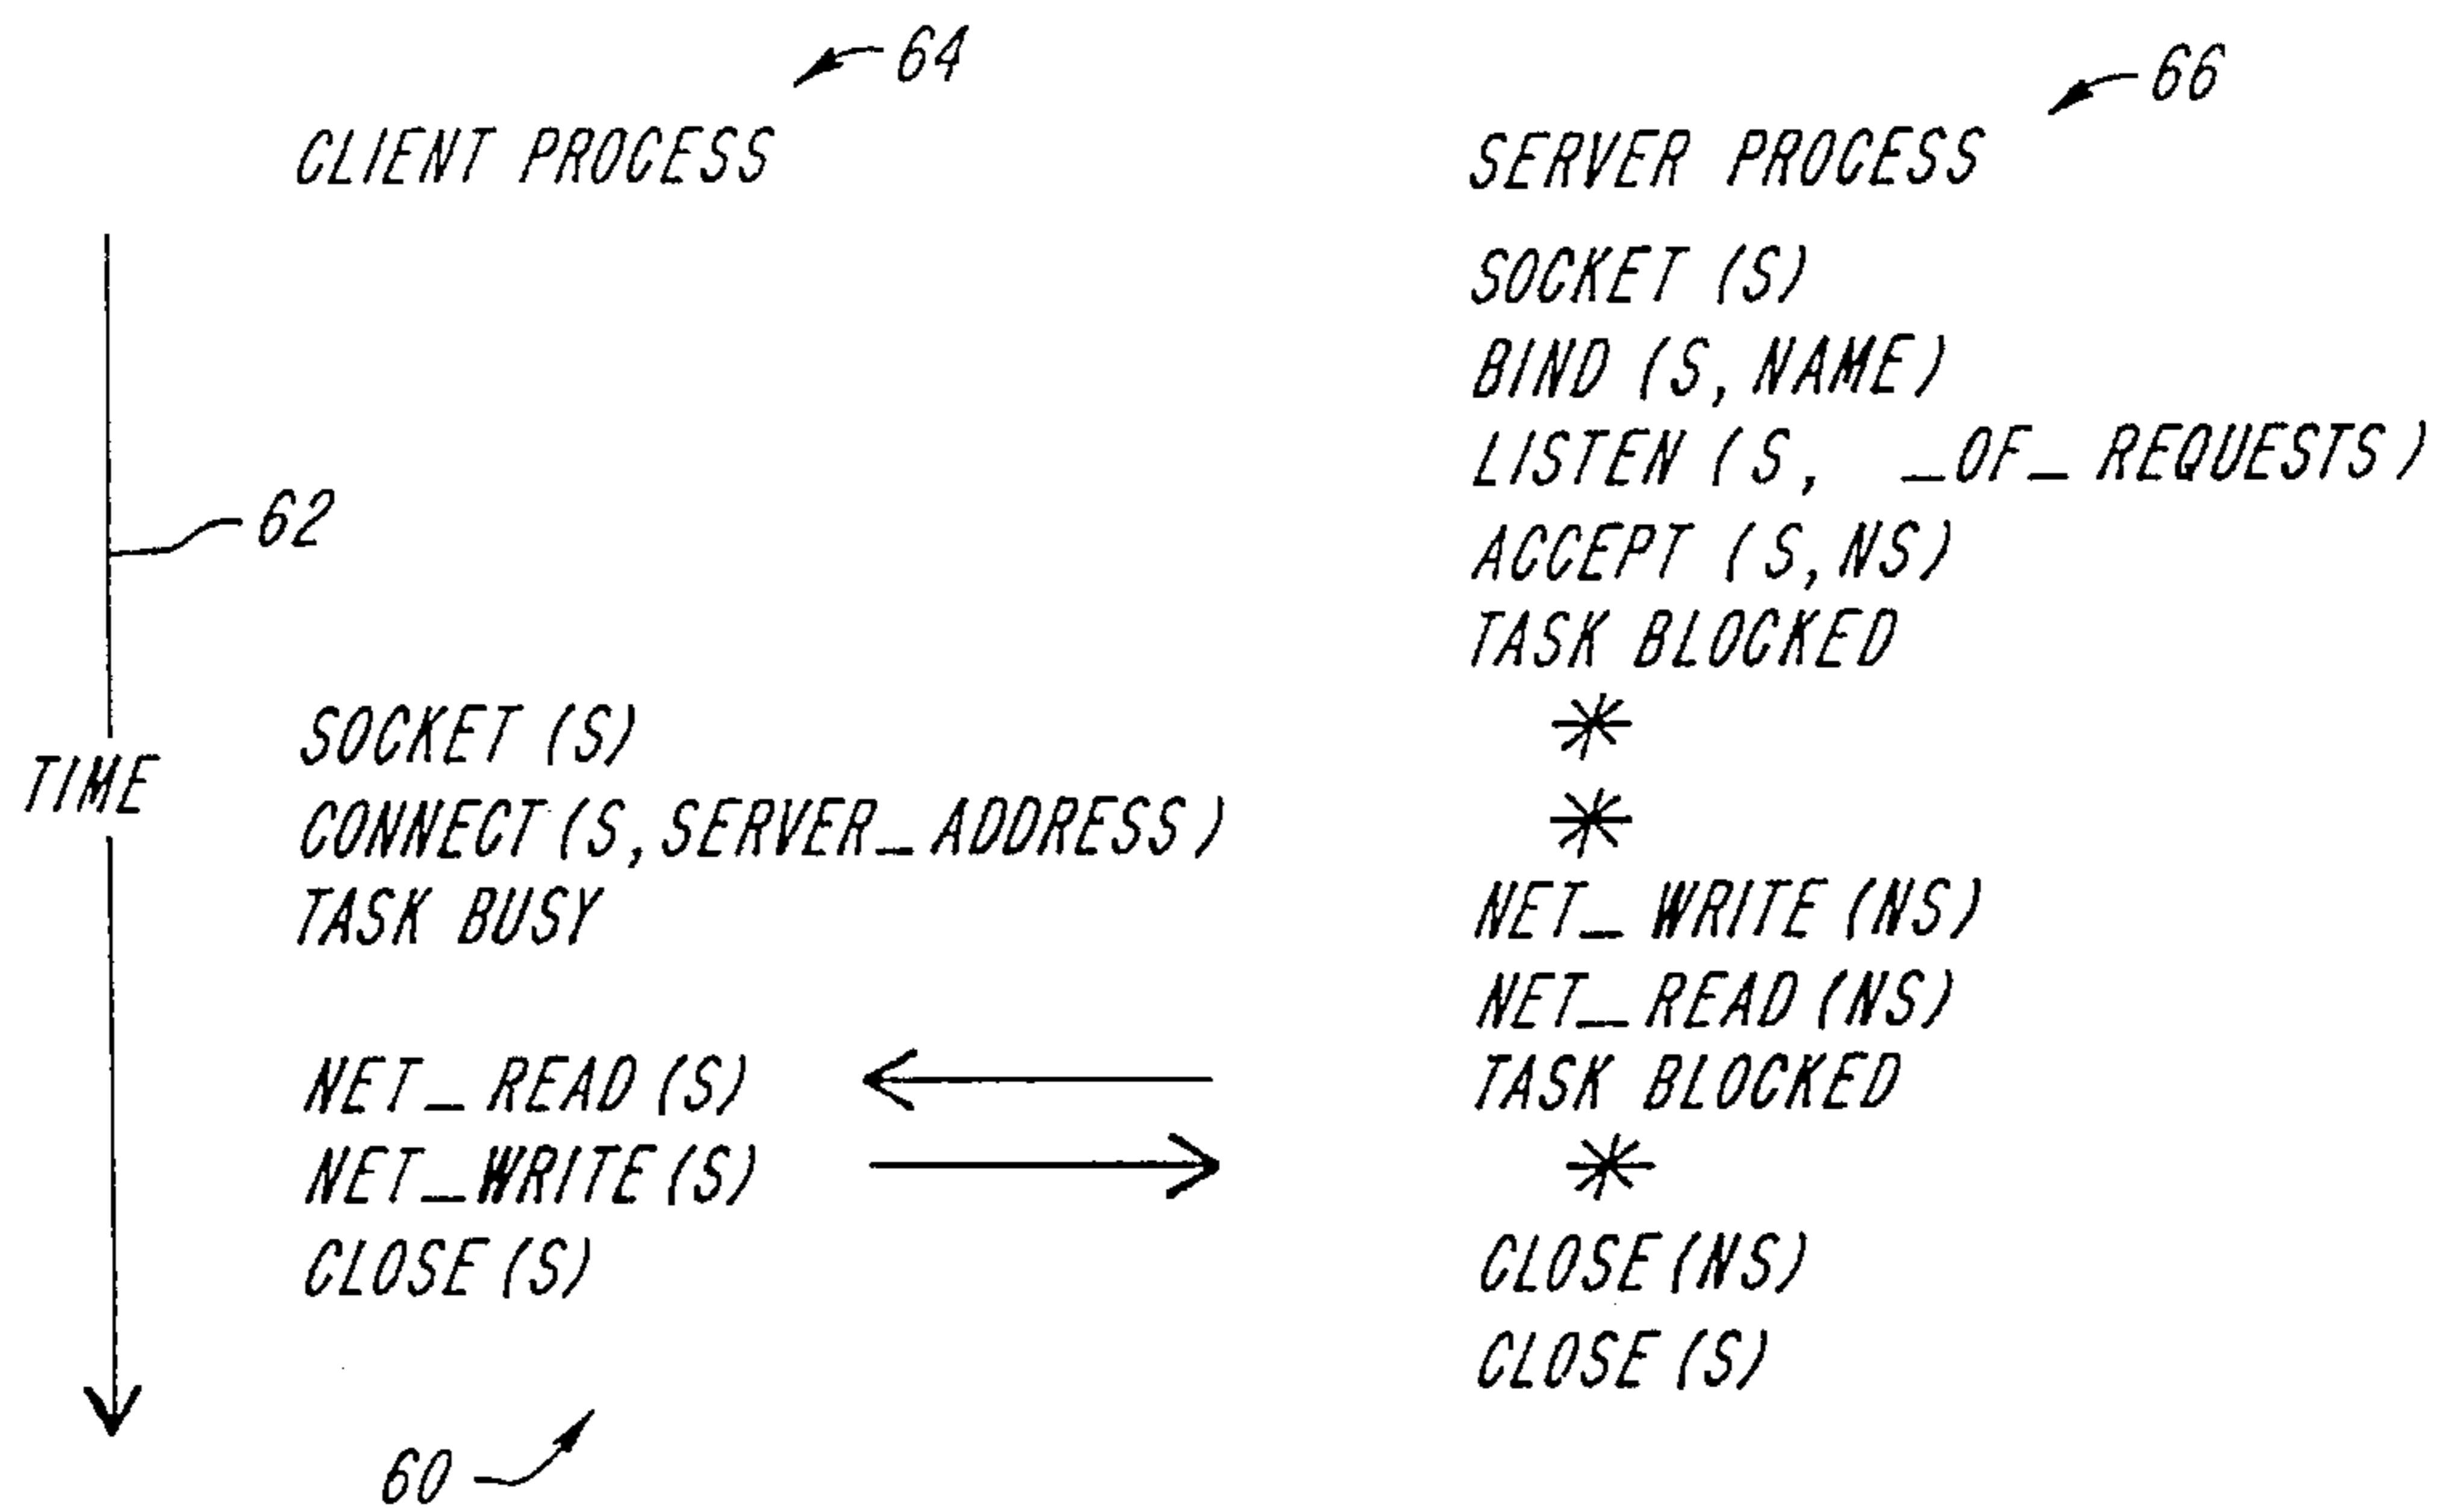 64
66
CLIENT PROCESS
SERVER PROCESS
SOCKET (S)
BIND (S, NAME)
LISTEN (S, _OF_ REQUESTS)
62
ACCEPT (S, NS)
TASK BLOCKED
SOCKET (S)
*
TIME
CONNECT (S, SERVER_ ADDRESS)
*
TASK BUSY
NET_ WRITE (NS)
NET_ READ (NS)
NET_ READ (S)
TASK BLOCKED
NET_WRITE (S)
*
CLOSE (S)
CLOSE (NS)
CLOSE (S)
60